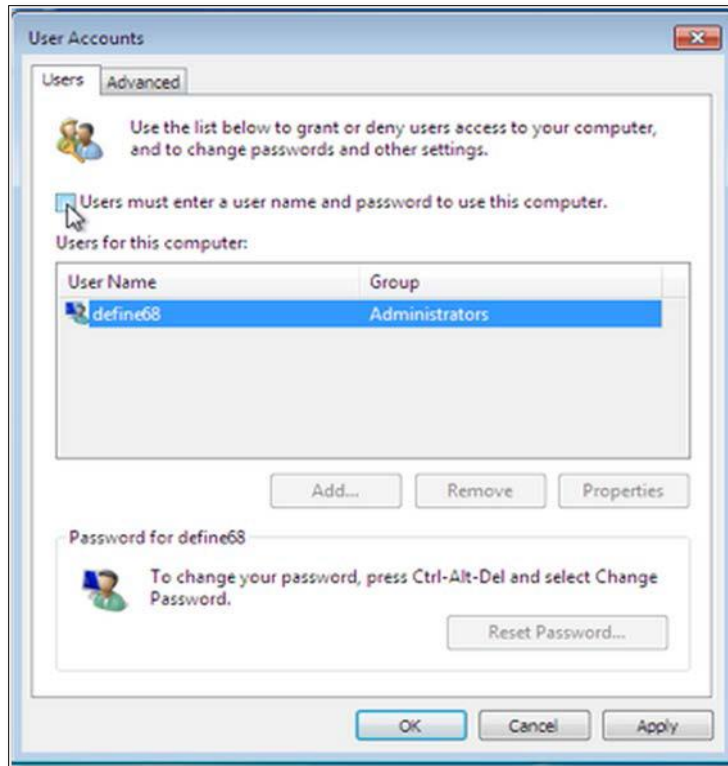 User Accounts
Users
Advanced
Use the list below to grant or deny users access to your computer,
and to change passwords and other settings.
Users must enter a user name and password to use this computer.
Users for this computer:
User Name
Group
define68
Administrators
Add...
Remove
Properties
Password for define68
To change your password, press Ctrl-Alt-Del and select Change
Password.
Reset Password...
OK
Cancel
Apply